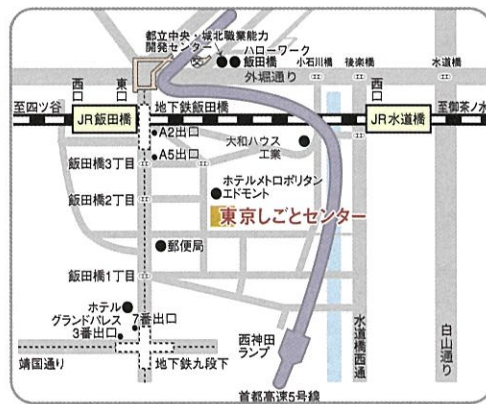 都立中央・城北職業能力
開発センター
ハローワーク
飯田橋
小石川橋
後楽橋
水道橋
外堀通り
西口
東口
西口
至四ツ谷
JR飯田橋
地下鉄飯田橋
JR水道橋
至御茶ノ水
A2出口
A5出口
大和ハウス
工業
飯田橋3丁目
ホテルメトロポリタン
エドモント
飯田橋2丁目
東京しごとセンター
郵便局
飯田橋1丁目
ホテル
グランドパレス
7番出口
3番出口
西神田
ランプ
水道橋西通
白山通り
靖国通り
地下鉄九段下
首都高速5号線